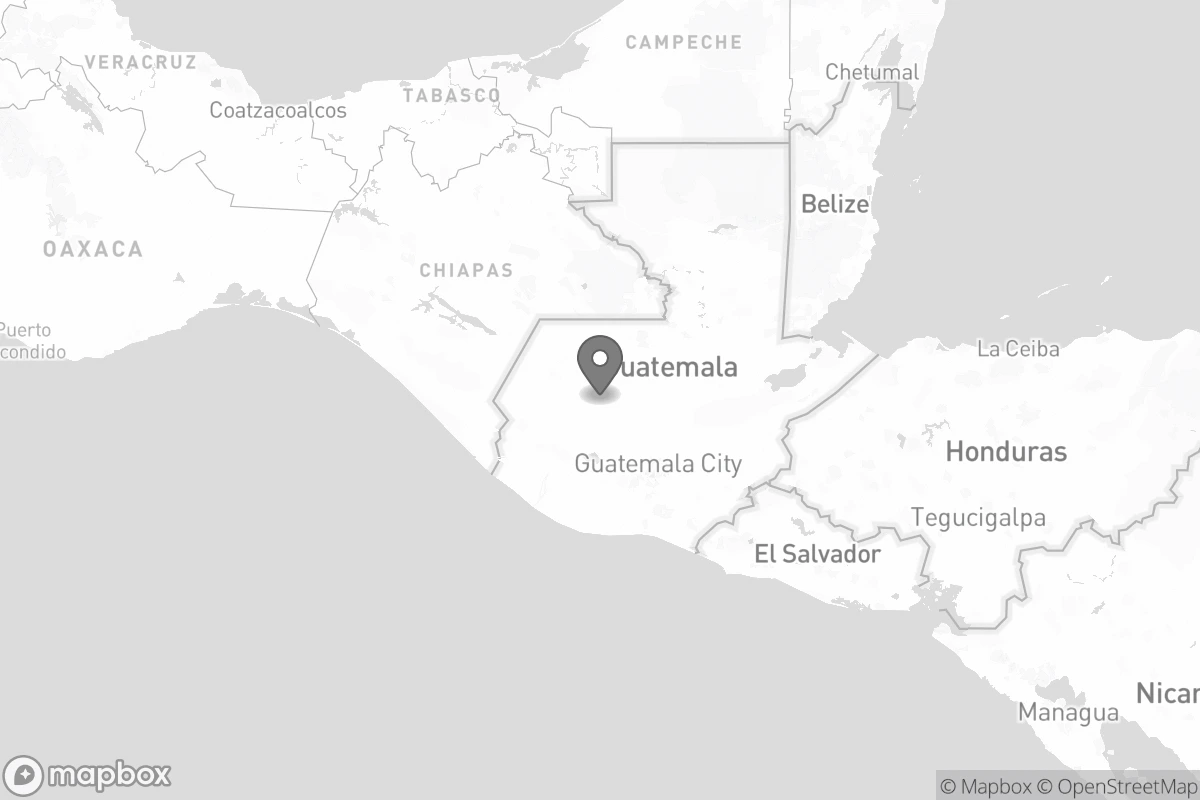 CAMPECHE
VERACRUZ
Chetumal
TABASCO
Coatzacoalcos
Belize
OAXACA
CHIAPAS
Puerto
condido
La Ceiba
uatemala
Honduras
Guatemala City
Tegucigalpa
El Salvador
Nicar
Managua
mapbox
© Mapbox © OpenStreetMap